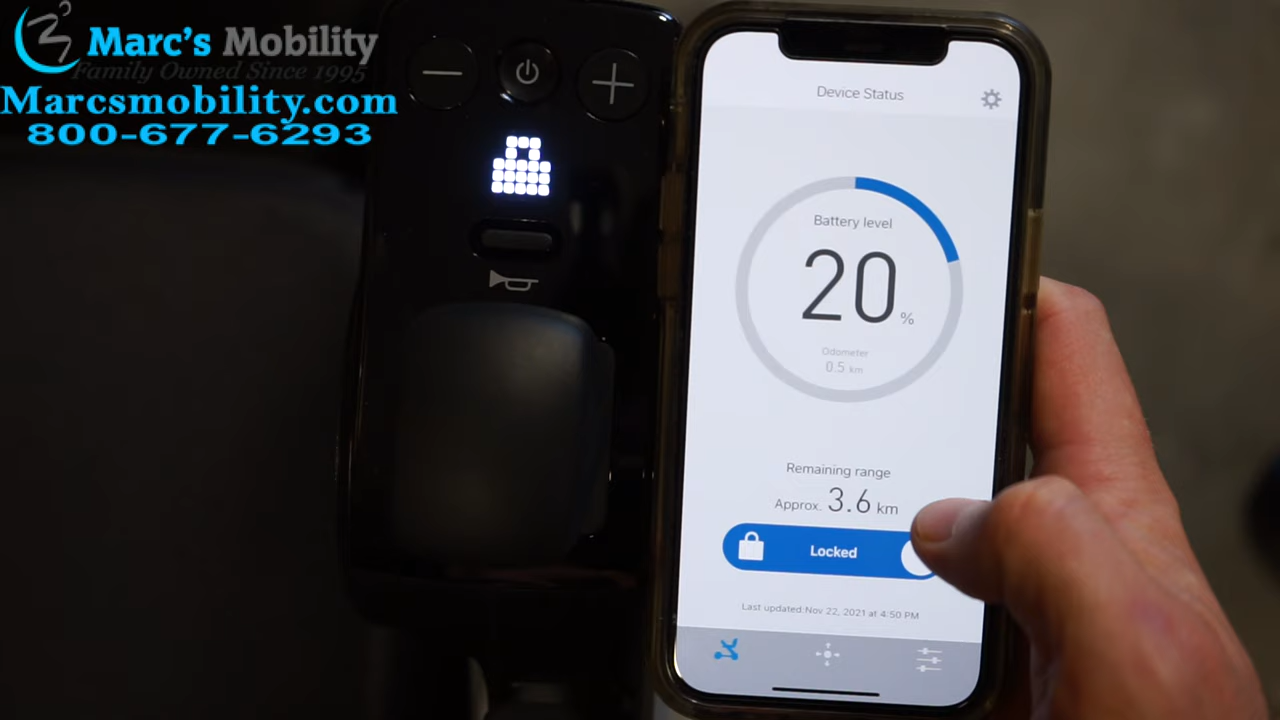 Marc's Mobility
Family Owned Since 1995
Marcsmobility.com
800-677-6293
Device Status
Battery level
20 %
Odometer
0.5 km
Remaining range
Approx. 3.6 km
Locked
Last updated: Nov 22, 2021 at 4:50 PM